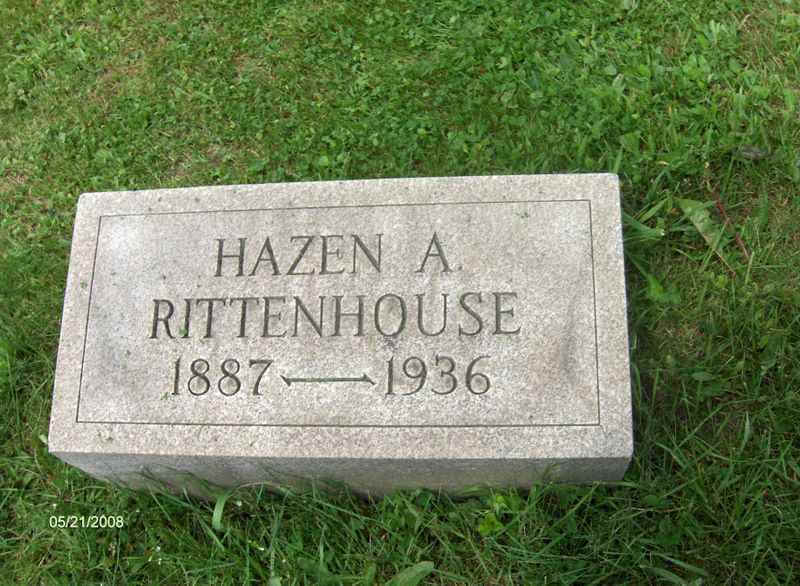 HAZEN A.
RITTENHOUSE
1887 — 1936
05/21/2008